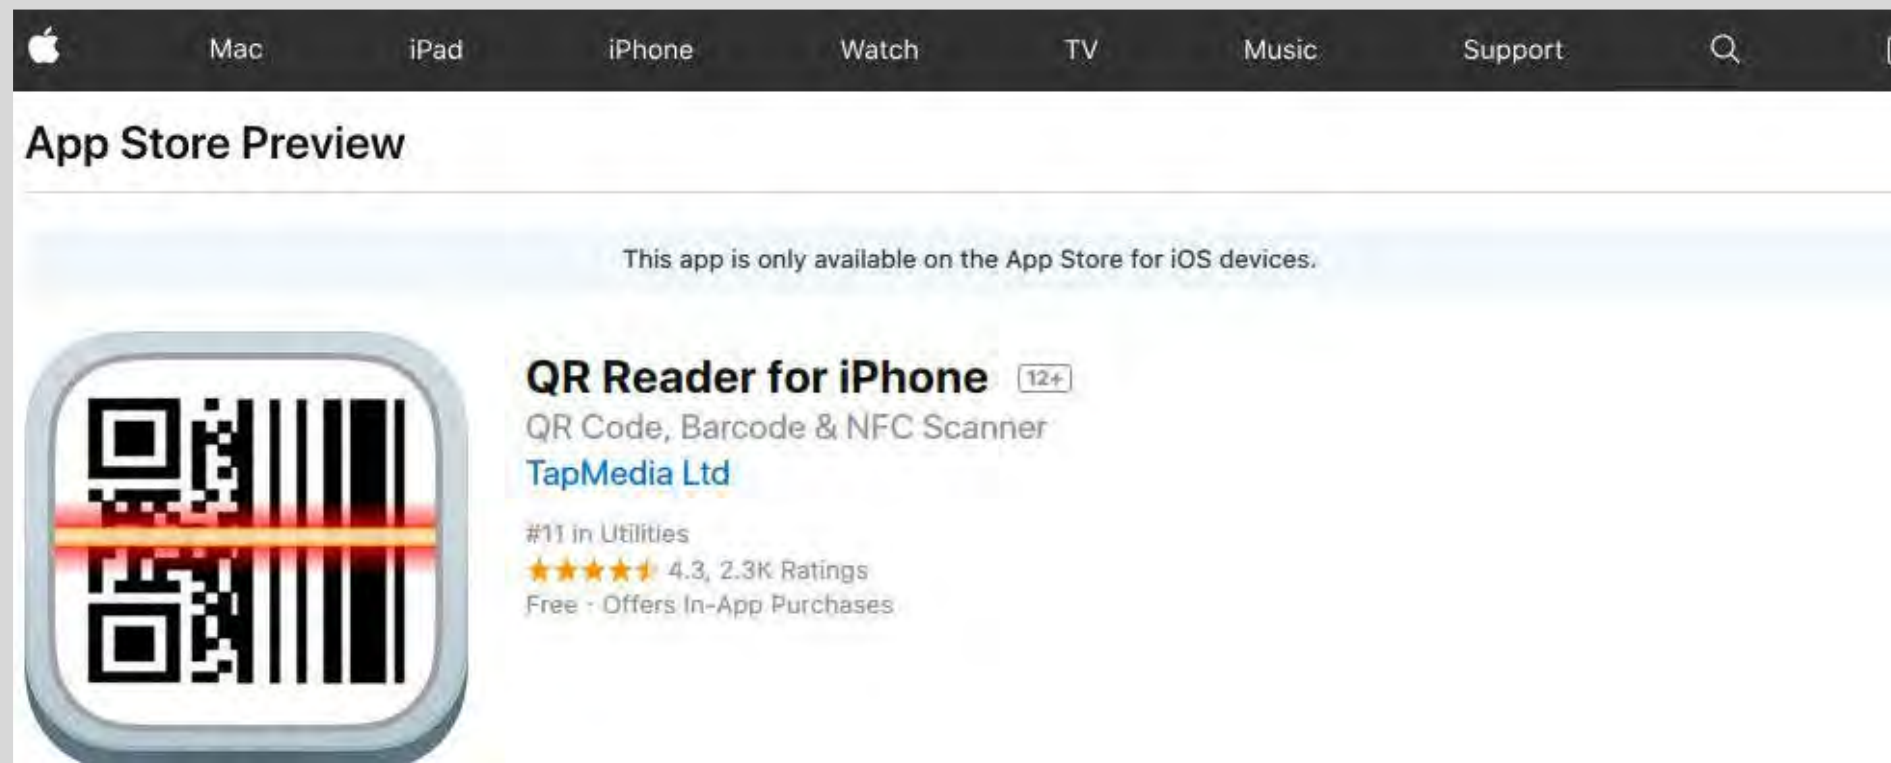 Mac iPad iPhone Watch TV Music Support
App Store Preview
This app is only available on the App Store for iOS devices.
QR Reader for iPhone 12+
QR Code, Barcode & NFC Scanner
TapMedia Ltd
#11 in Utilities
4.3, 2.3K Ratings
Free · Offers In-App Purchases